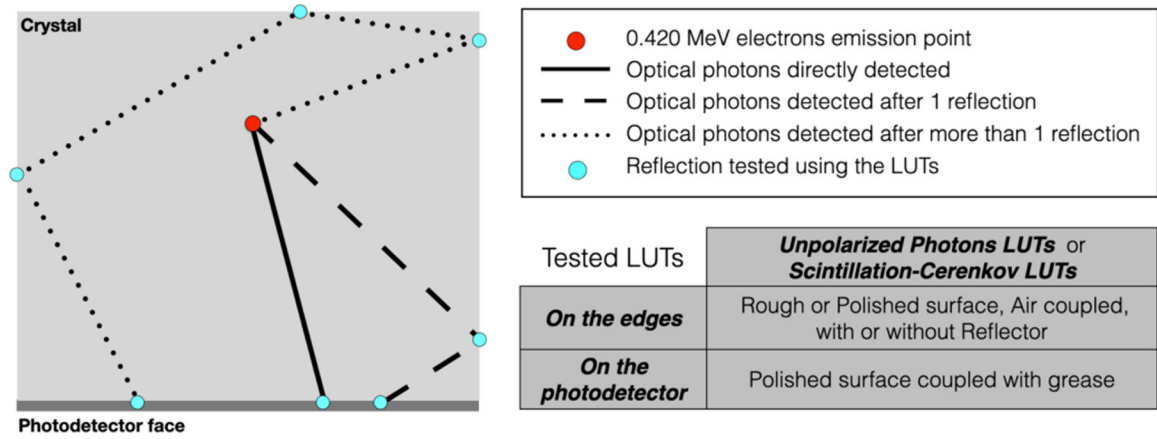 Crystal
Photodetector face
0.420 MeV electrons emission point
Optical photons directly detected
Optical photons detected after 1 reflection
Optical photons detected after more than 1 reflection
Reflection tested using the LUTs
Tested LUTs
Unpolarized Photons LUTs or
Scintillation-Cerenkov LUTs
On the edges
Rough or Polished surface, Air coupled,
with or without Reflector
On the
photodetector
Polished surface coupled with grease